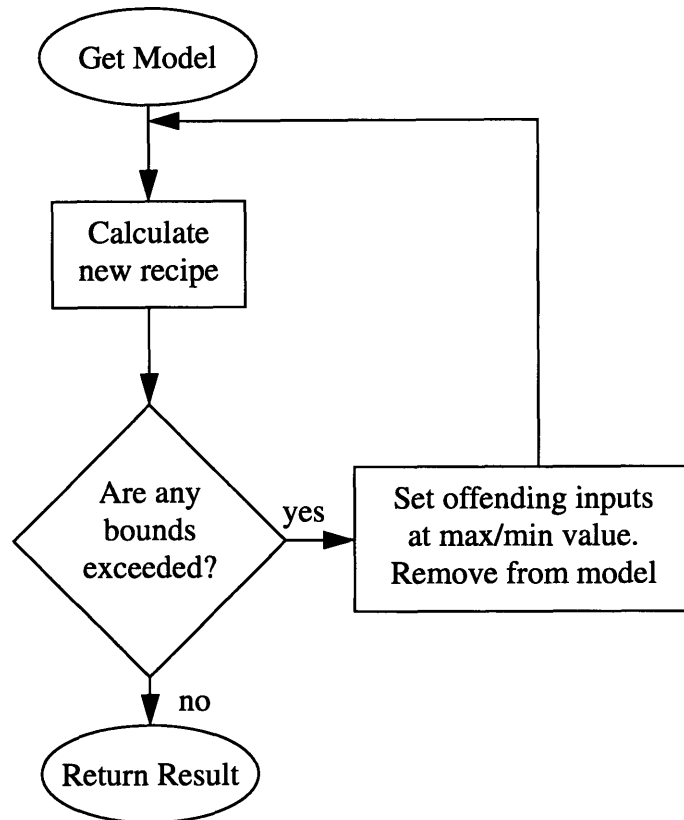 Get Model
Calculate
new recipe
Are any
bounds
exceeded?
yes
Set offending inputs
at max/min value.
Remove from model
no
Return Result